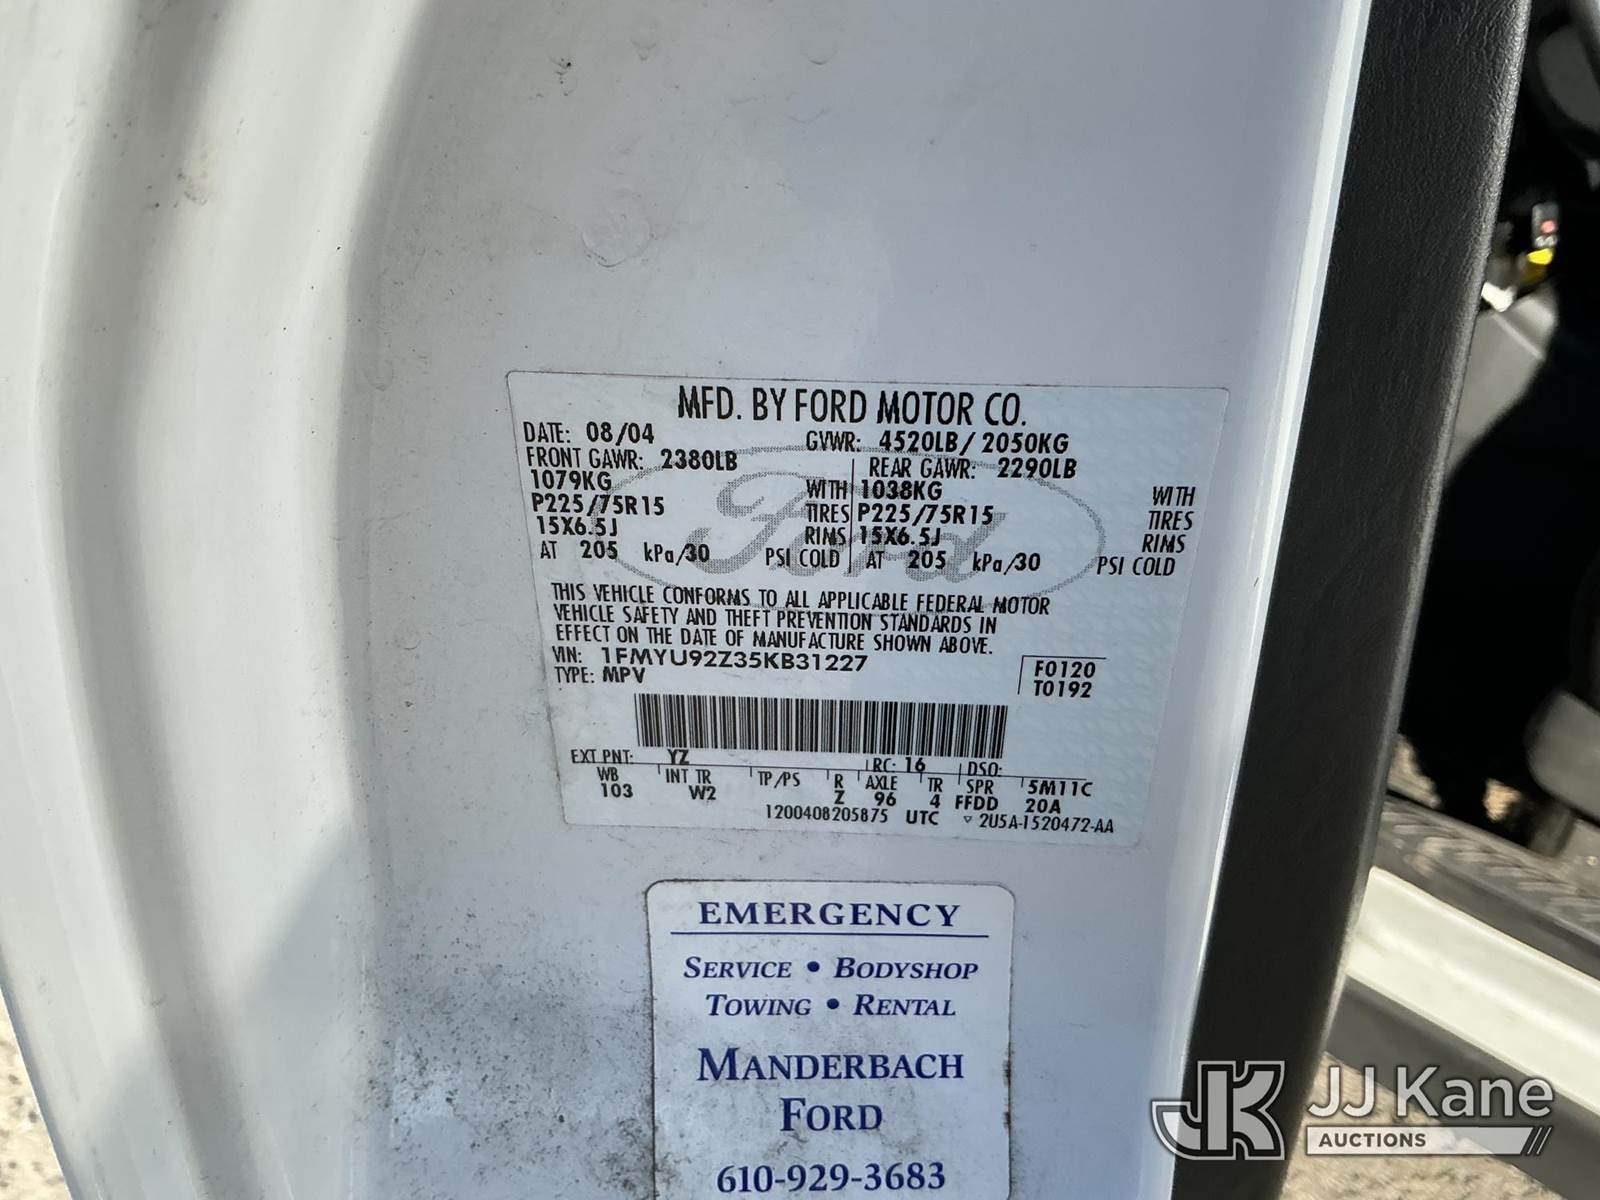 MFD. BY FORD MOTOR CO.
DATE: 08/04 GVWR: 4520LB/ 2050KG
FRONT GAWR: 2380LB REAR GAWR: 2290LB
1079KG WITH 1038KG WITH
P225/75R15 TIRES P225/75R15 TIRES
15X6.5J RIMS 15X6.5J RIMS
AT 205 kPa/30 PSI COLD AT 205 kPa/30 PSI COLD
Ford
THIS VEHICLE CONFORMS TO ALL APPLICABLE FEDERAL MOTOR
VEHICLE SAFETY AND THEFT PREVENTION STANDARDS IN
EFFECT ON THE DATE OF MANUFACTURE SHOWN ABOVE.
VIN: 1FMYU92Z35KB31227 F0120
TYPE: MPV T0192
EXT PNT: YZ RC: 16 DSO:
WB INT TR TP/PS R AXLE TR SPR 5M11C
103 W2 Z 96 4 FFDD 20A
1200408205875 UTC ▽ 2U5A-1520472-AA
EMERGENCY
SERVICE • BODYSHOP
TOWING • RENTAL
MANDERBACH
FORD
610-929-3683
JK JJ Kane
AUCTIONS